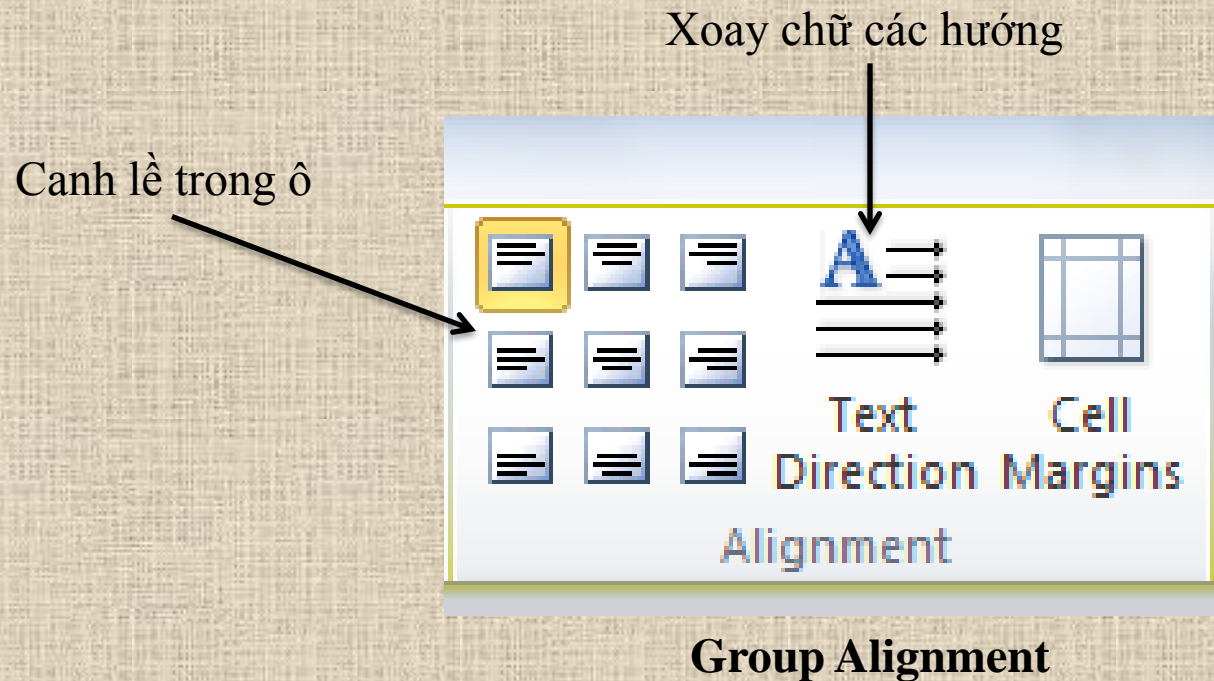 Xoay chữ các hướng
Canh lề trong ô
Text
Direction
Cell
Margins
Alignment
Group Alignment